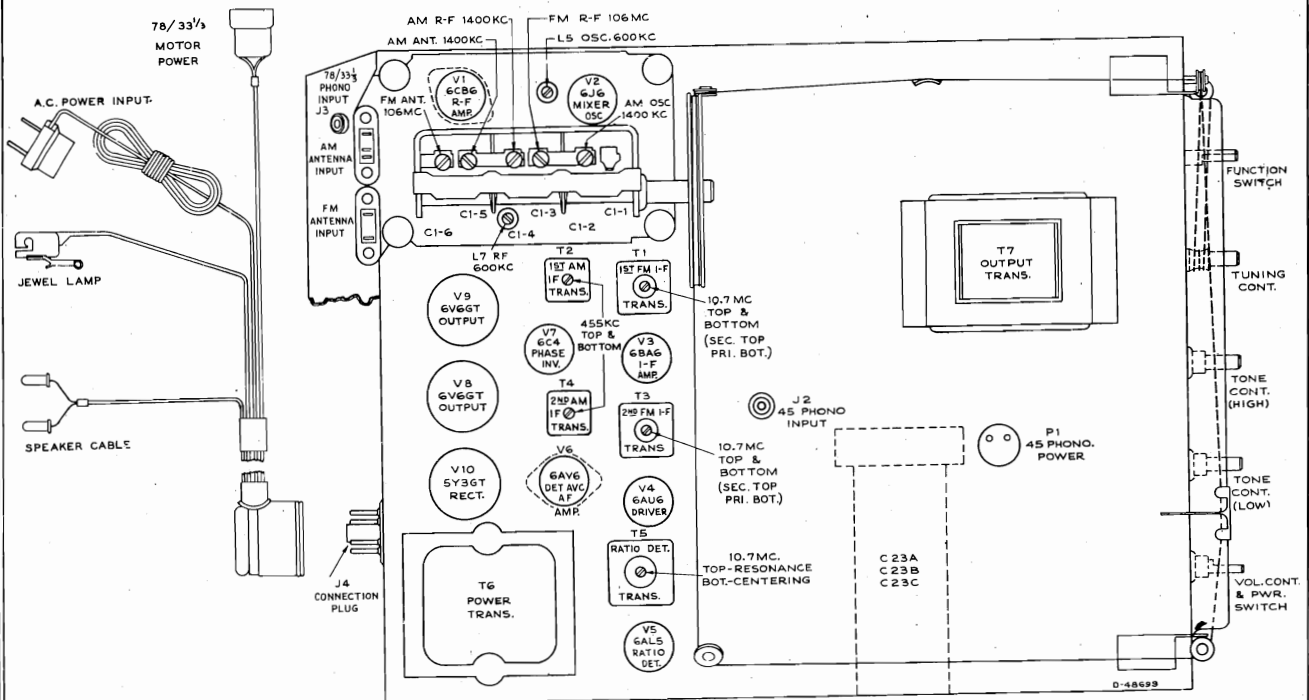 78/33⅓
MOTOR
POWER
A.C. POWER INPUT.
JEWEL LAMP
SPEAKER CABLE
J4
CONNECTION
PLUG
78/33⅓
PHONO
INPUT
J3
AM
ANTENNA
INPUT
FM
ANTENNA
INPUT
AM R-F 1400KC
AM ANT. 1400KC
FM R-F 106MC
L5 OSC. 600KC
V1
6CB6
R-F
AMP.
V2
6J6
MIXER
OSC
FM ANT.
106MC
AM OSC
1400 KC
C1-6
C1-5
C1-4
C1-3
C1-2
C1-1
L7 RF
600KC
T2
1ST AM
IF
TRANS.
T1
1ST FM I-F
TRANS.
10.7 MC
TOP &
BOTTOM
(SEC. TOP
PRI. BOT.)
V9
6V6GT
OUTPUT
455KC
TOP &
BOTTOM
V7
6C4
PHASE
INV.
V3
6BA6
I-F
AMP.
V8
6V6GT
OUTPUT
T4
2ND AM
IF
TRANS.
T3
2ND FM I-F
TRANS
10.7 MC
TOP &
BOTTOM
(SEC. TOP
PRI. BOT.)
V10
5Y3GT
RECT.
V6
6AV6
DET AVC
A F
AMP.
V4
6AU6
DRIVER
T5
RATIO DET.
TRANS.
10.7MC.
TOP-RESONANCE
BOT.-CENTERING
T6
POWER
TRANS.
V5
6AL5
RATIO
DET.
T7
OUTPUT
TRANS.
J2
45 PHONO
INPUT
P1
45 PHONO.
POWER
C23A
C23B
C23C
FUNCTION
SWITCH
TUNING
CONT.
TONE
CONT.
(HIGH)
TONE
CONT.
(LOW)
VOL. CONT.
& PWR.
SWITCH
D-48699